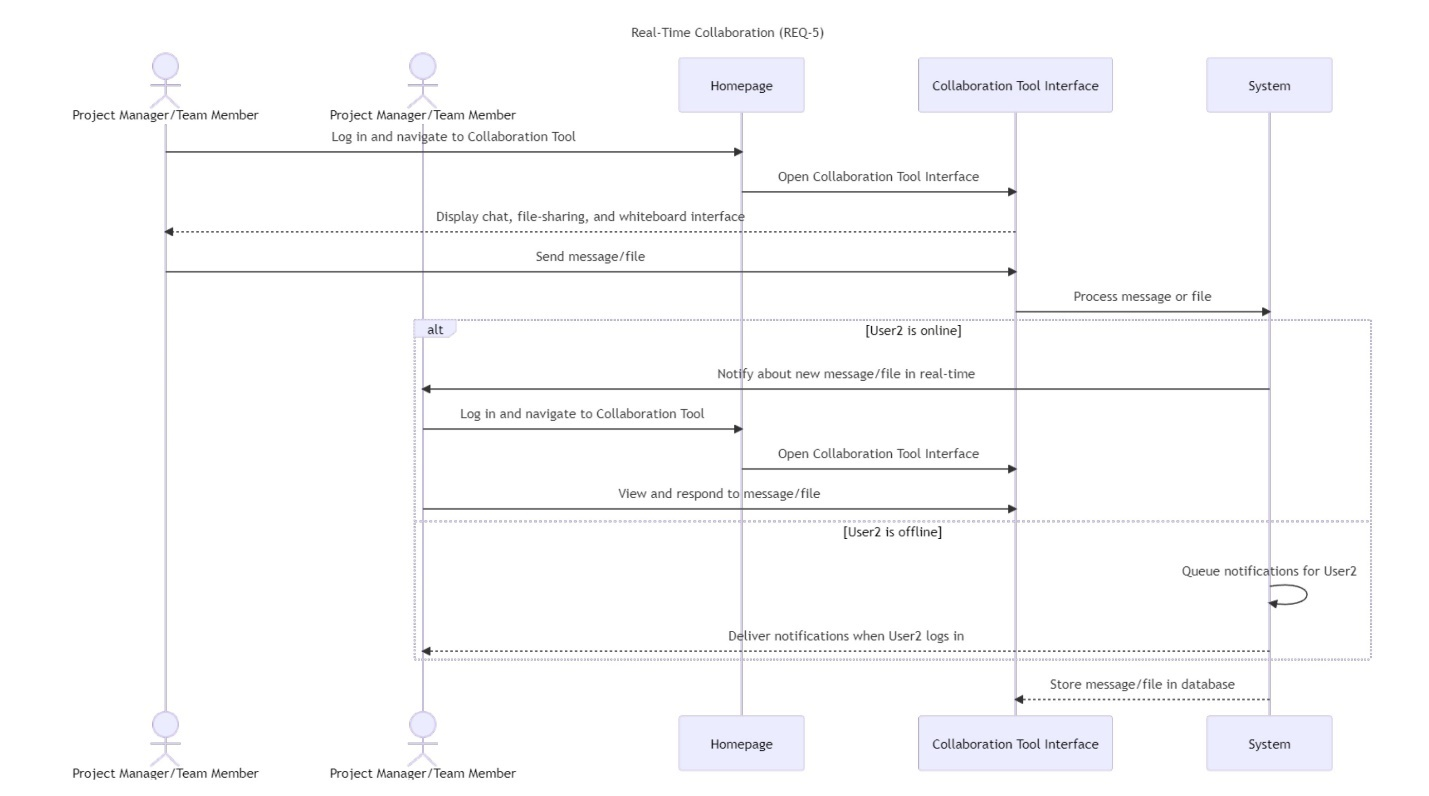 Real-Time Collaboration (REQ-5)
Project Manager/Team Member
Project Manager/Team Member
Homepage
Collaboration Tool Interface
System
Log in and navigate to Collaboration Tool
Open Collaboration Tool Interface
Display chat, file-sharing, and whiteboard interface
Send message/file
Process message or file
alt
[User2 is online]
Notify about new message/file in real-time
Log in and navigate to Collaboration Tool
Open Collaboration Tool Interface
View and respond to message/file
[User2 is offline]
Queue notifications for User2
Deliver notifications when User2 logs in
Store message/file in database
Project Manager/Team Member
Project Manager/Team Member
Homepage
Collaboration Tool Interface
System